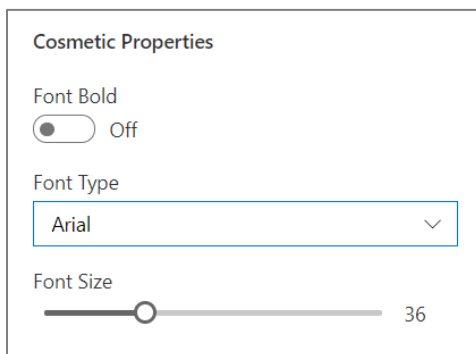 Cosmetic Properties
Font Bold
Off
Font Type
Arial
Font Size
36